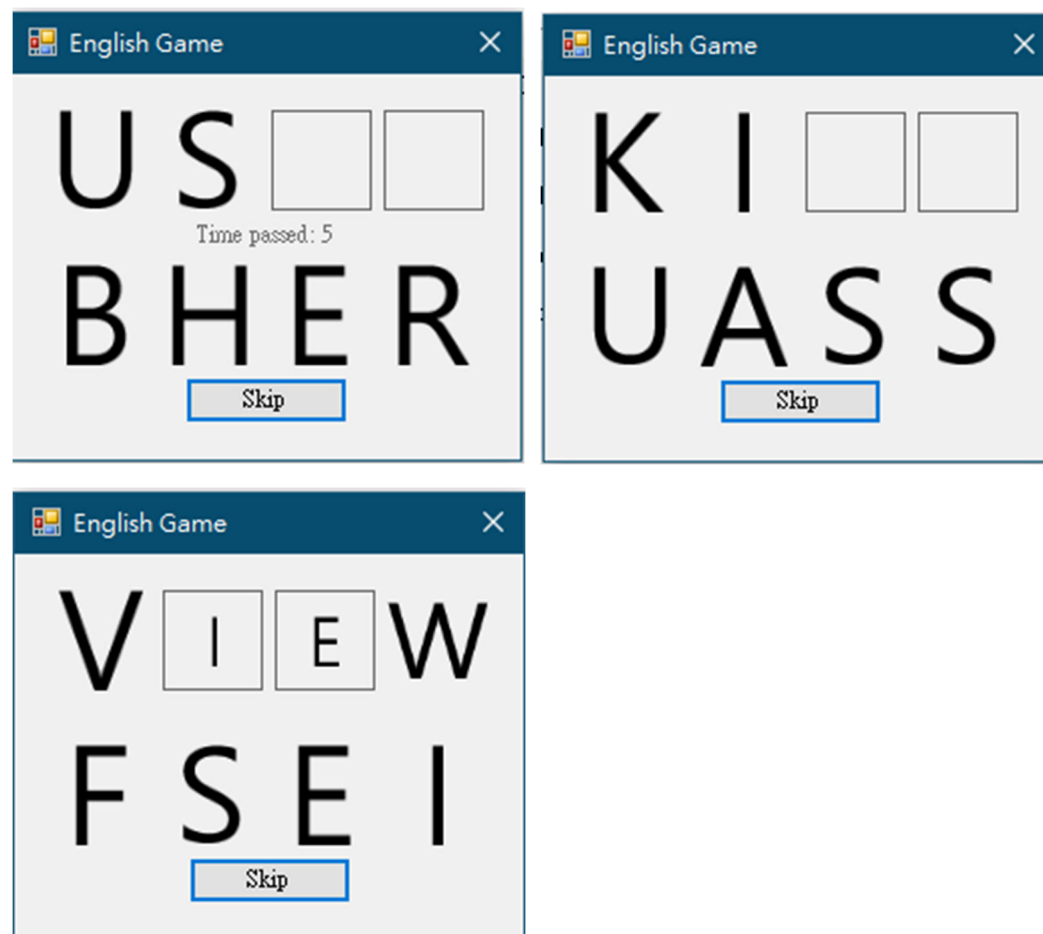 English Game
U S
Time passed: 5
B H E R
Skip
English Game
K I
U A S S
Skip
English Game
V I E W
F S E I
Skip